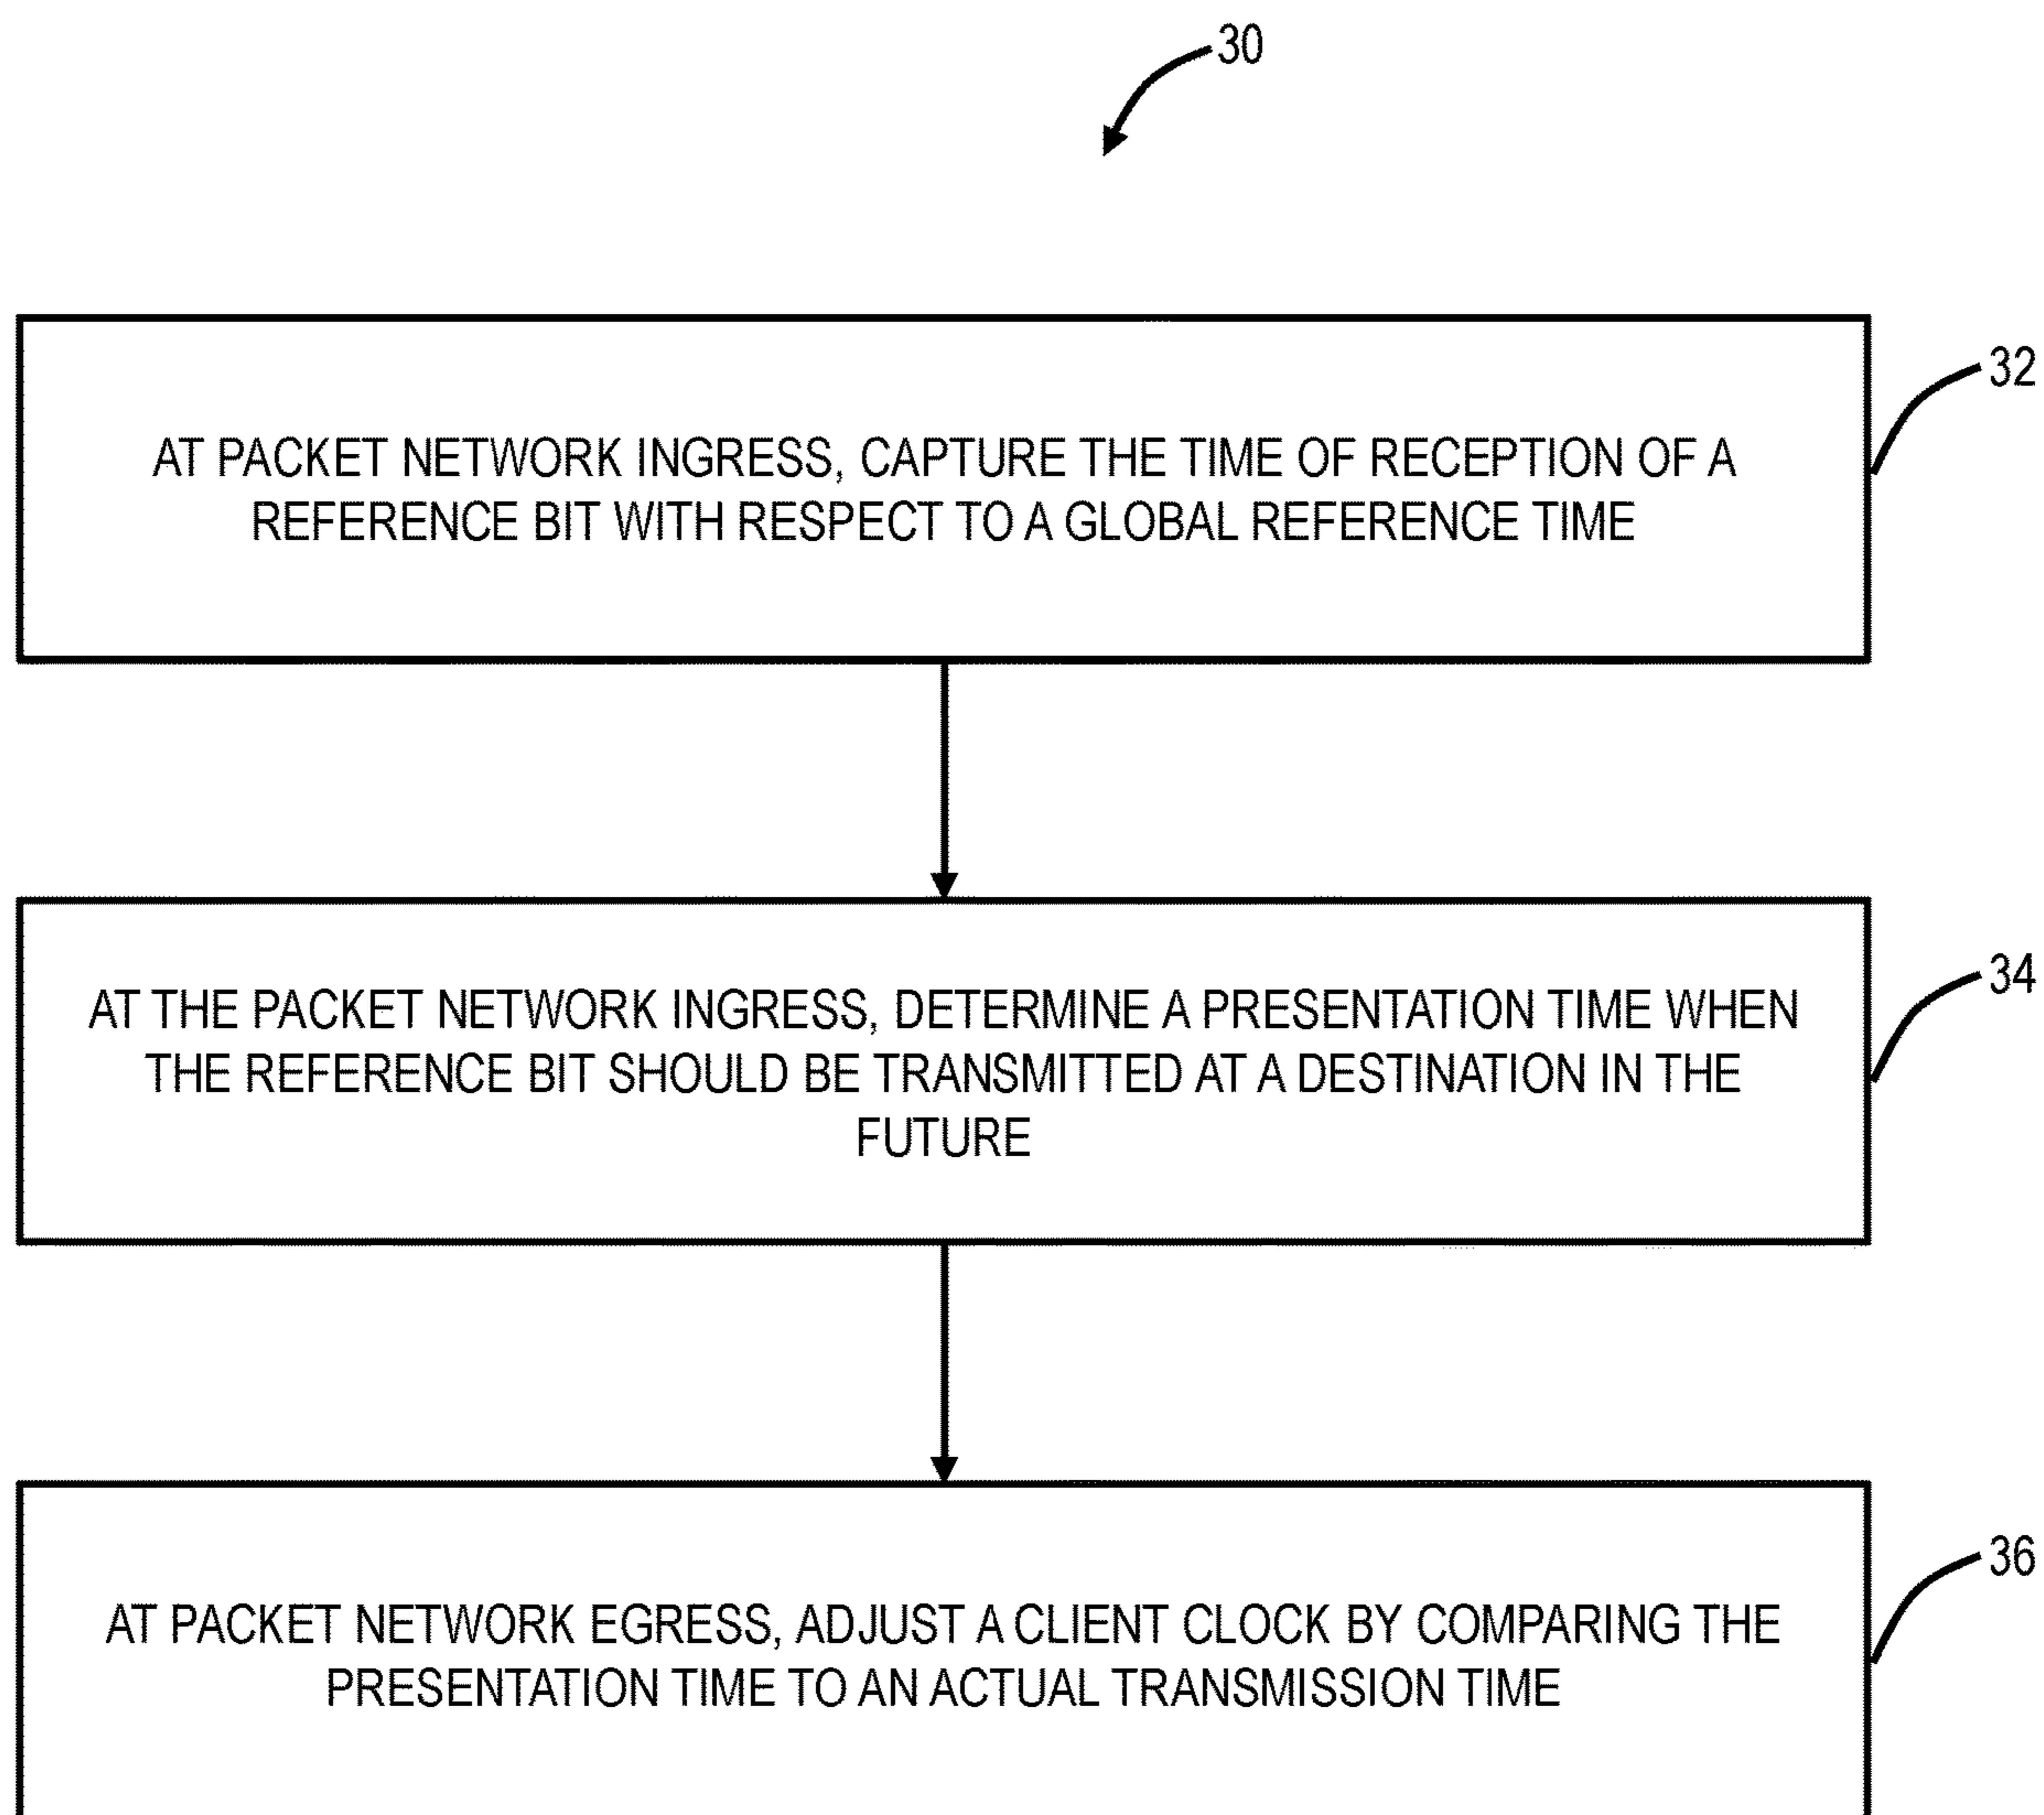 30
32
AT PACKET NETWORK INGRESS, CAPTURE THE TIME OF RECEPTION OF A
REFERENCE BIT WITH RESPECT TO A GLOBAL REFERENCE TIME
34
AT THE PACKET NETWORK INGRESS, DETERMINE A PRESENTATION TIME WHEN
THE REFERENCE BIT SHOULD BE TRANSMITTED AT A DESTINATION IN THE
FUTURE
36
AT PACKET NETWORK EGRESS, ADJUST A CLIENT CLOCK BY COMPARING THE
PRESENTATION TIME TO AN ACTUAL TRANSMISSION TIME